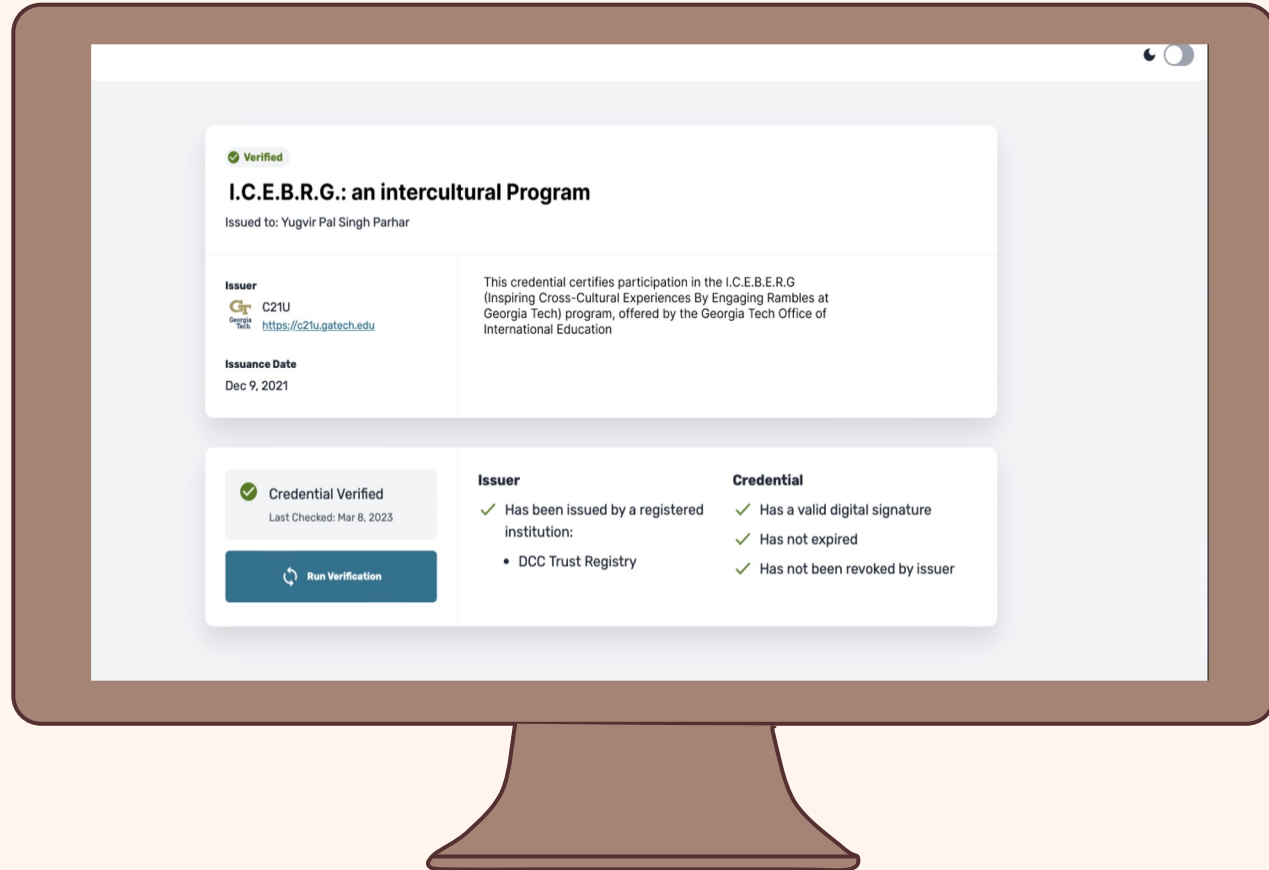 Verified
I.C.E.B.R.G.: an intercultural Program
Issued to: Yugvir Pal Singh Parhar
Issuer
GT
Georgia
Tech
C21U
https://c21u.gatech.edu
Issuance Date
Dec 9, 2021
This credential certifies participation in the I.C.E.B.E.R.G
(Inspiring Cross-Cultural Experiences By Engaging Rambles at
Georgia Tech) program, offered by the Georgia Tech Office of
International Education
Credential Verified
Last Checked: Mar 8, 2023
Run Verification
Issuer
Has been issued by a registered
institution:
• DCC Trust Registry
Credential
Has a valid digital signature
Has not expired
Has not been revoked by issuer